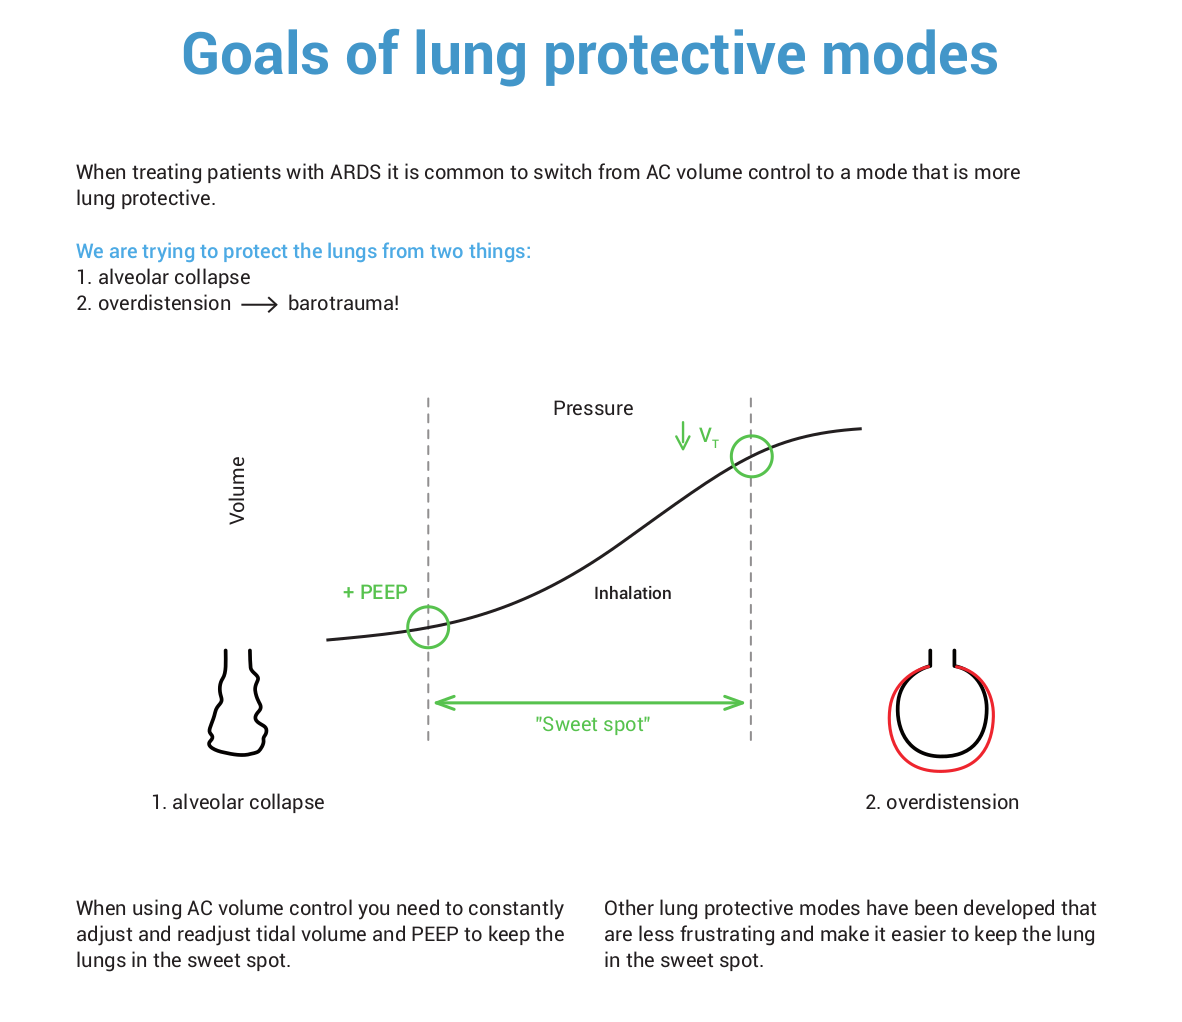 Goals of lung protective modes
When treating patients with ARDS it is common to switch from AC volume control to a mode that is more
lung protective.
We are trying to protect the lungs from two things:
1. alveolar collapse
2. overdistension → barotrauma!
Pressure
↓ VT
Volume
+ PEEP
Inhalation
"Sweet spot"
1. alveolar collapse
2. overdistension
When using AC volume control you need to constantly
adjust and readjust tidal volume and PEEP to keep the
lungs in the sweet spot.
Other lung protective modes have been developed that
are less frustrating and make it easier to keep the lung
in the sweet spot.